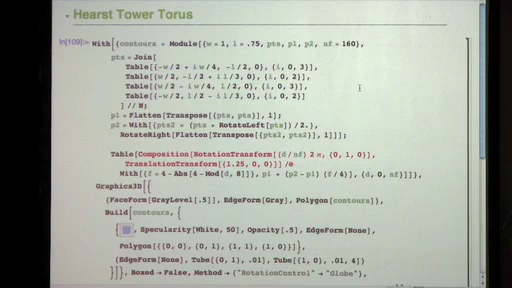 Hearst Tower Torus
In[109]:= With[{contours = Module[{w = 1, l = .75, pts, p1, p2, nf = 160},
pts = Join[
Table[{-w/2 + i w/4, -l/2, 0}, {i, 0, 3}],
Table[{w/2, -l/2 + i l/3, 0}, {i, 0, 2}],
Table[{w/2 - i w/4, l/2, 0}, {i, 0, 3}],
Table[{-w/2, l/2 - i l/3, 0}, {i, 0, 2}]
] // N;
p1 = Flatten[Transpose[{pts, pts}], 1];
p2 = With[{pts2 = (pts + RotateLeft[pts]) / 2.},
RotateRight[Flatten[Transpose[{pts2, pts2}], 1]]];
Table[Composition[RotationTransform[(d/nf) 2 π, {0, 1, 0}],
TranslationTransform[{1.25, 0, 0}]] /@
With[{f = 4 - Abs[4 - Mod[d, 8]]}, p1 + (p2 - p1) (f/4)], {d, 0, nf}]]},
Graphics3D[{
{FaceForm[GrayLevel[.5]], EdgeForm[Gray], Polygon[contours]},
Build[contours, {
{, Specularity[White, 50], Opacity[.5], EdgeForm[None],
Polygon[{{0, 0}, {0, 1}, {1, 1}, {1, 0}}]},
{EdgeForm[None], Tube[{0, 1}, .01], Tube[{1, 0}, .01, 4]}
}]}, Boxed → False, Method → {"RotationControl" → "Globe"},